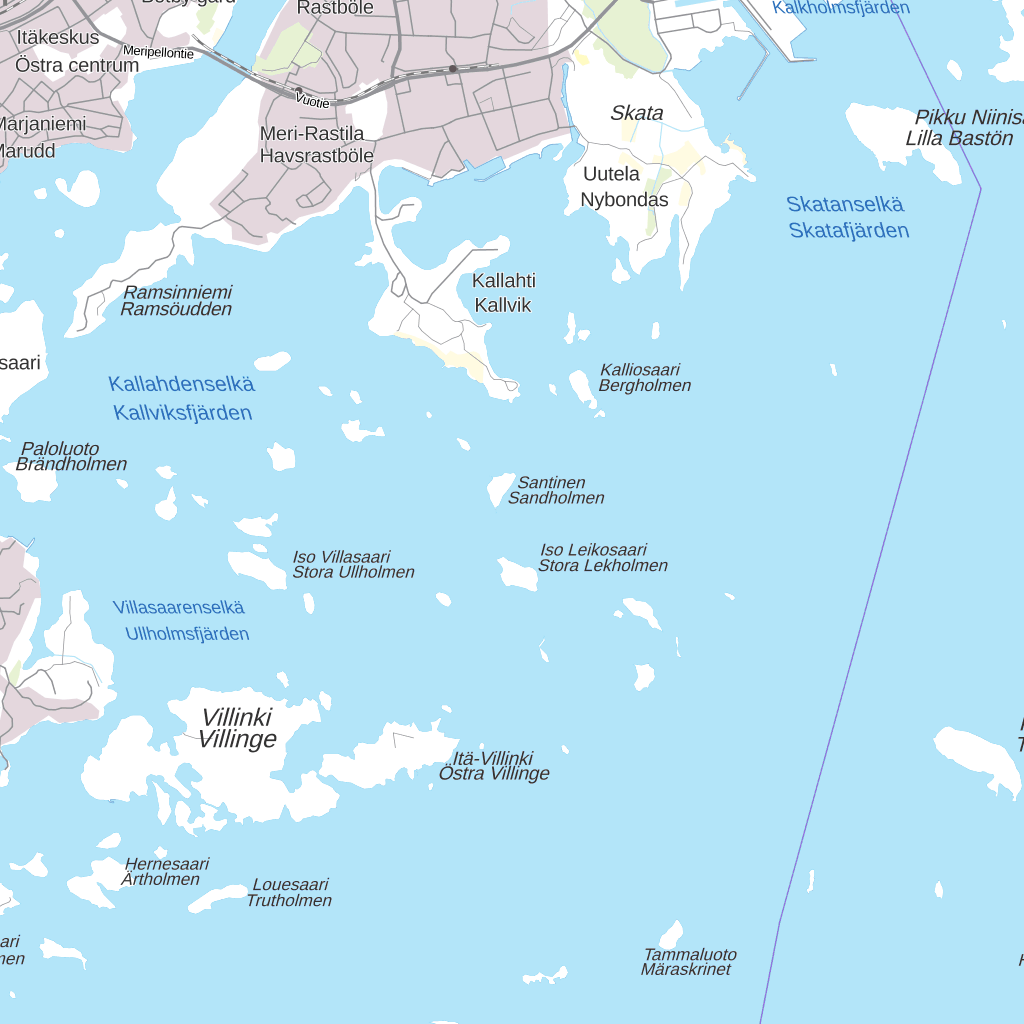 Botby gård
Rastböle
Kalkholmsfjärden
Itäkeskus
Östra centrum
Meripellontie
Vuotie
Marjaniemi
Marudd
Meri-Rastila
Havsrastböle
Skata
Pikku Niinisa
Lilla Bastön
Uutela
Nybondas
Skatanselkä
Skatafjärden
Ramsinniemi
Ramsöudden
Kallahti
Kallvik
saari
Kallahdenselkä
Kallviksfjärden
Kalliosaari
Bergholmen
Paloluoto
Brändholmen
Santinen
Sandholmen
Iso Villasaari
Stora Ullholmen
Iso Leikosaari
Stora Lekholmen
Villasaarenselkä
Ullholmsfjärden
Villinki
Villinge
Itä-Villinki
Östra Villinge
Hernesaari
Ärtholmen
Louesaari
Trutholmen
ari
men
Tammaluoto
Märaskrinet